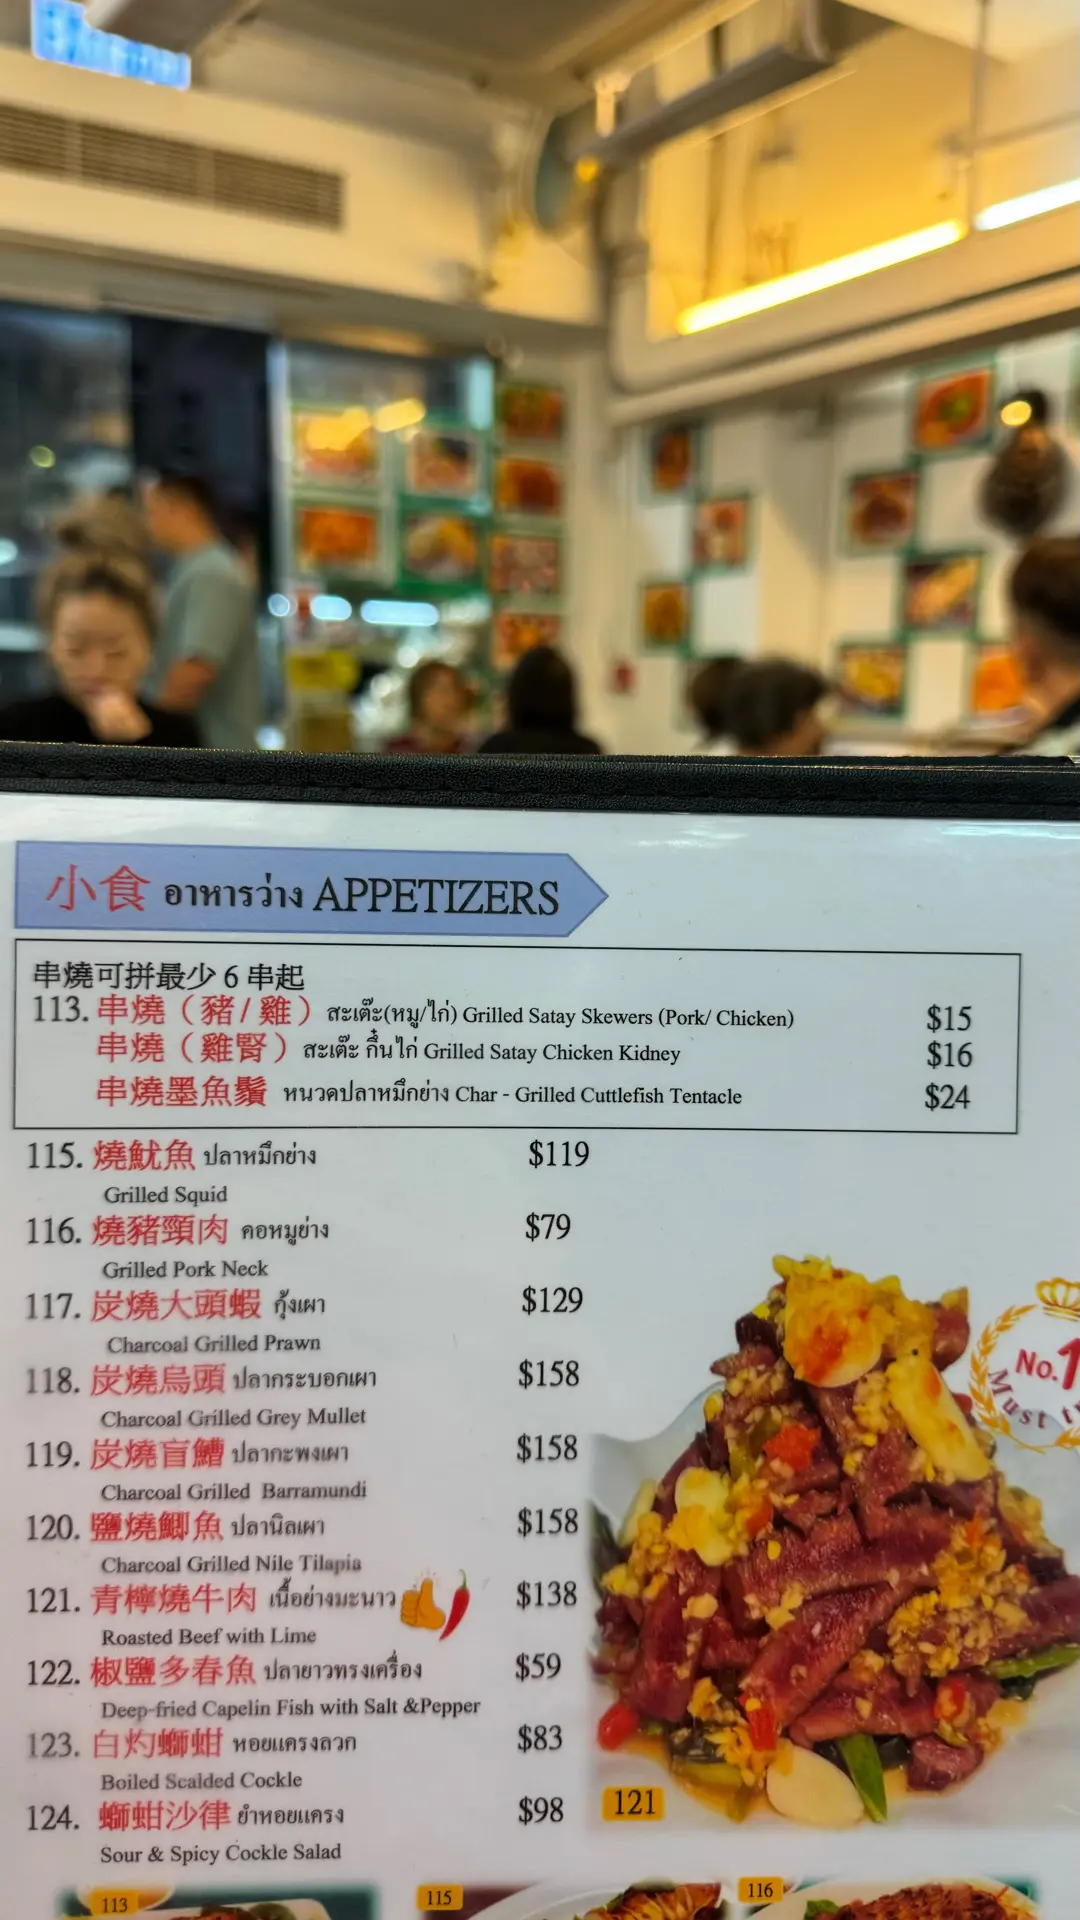 小食 อาหารว่าง APPETIZERS
串燒可拼最少 6 串起
113. 串燒（豬 / 雞） สะเต๊ะ(หมู/ไก่) Grilled Satay Skewers (Pork/ Chicken) $15
串燒（雞腎） สะเต๊ะ กึ๋นไก่ Grilled Satay Chicken Kidney $16
串燒墨魚鬚 หนวดปลาหมึกย่าง Char - Grilled Cuttlefish Tentacle $24
115. 燒魷魚 ปลาหมึกย่าง $119
Grilled Squid
116. 燒豬頸肉 คอหมูย่าง $79
Grilled Pork Neck
117. 炭燒大頭蝦 กุ้งเผา $129
Charcoal Grilled Prawn
118. 炭燒烏頭 ปลากระบอกเผา $158
Charcoal Grilled Grey Mullet
119. 炭燒盲鰽 ปลากะพงเผา $158
Charcoal Grilled Barramundi
120. 鹽燒鯽魚 ปลานิลเผา $158
Charcoal Grilled Nile Tilapia
121. 青檸燒牛肉 เนื้อย่างมะนาว $138
Roasted Beef with Lime
122. 椒鹽多春魚 ปลายาวทรงเครื่อง $59
Deep-fried Capelin Fish with Salt &Pepper
123. 白灼螄蚶 หอยแครงลวก $83
Boiled Scalded Cockle
124. 螄蚶沙律 ยำหอยแครง $98
Sour & Spicy Cockle Salad
No.1
Must
121
113
115
116